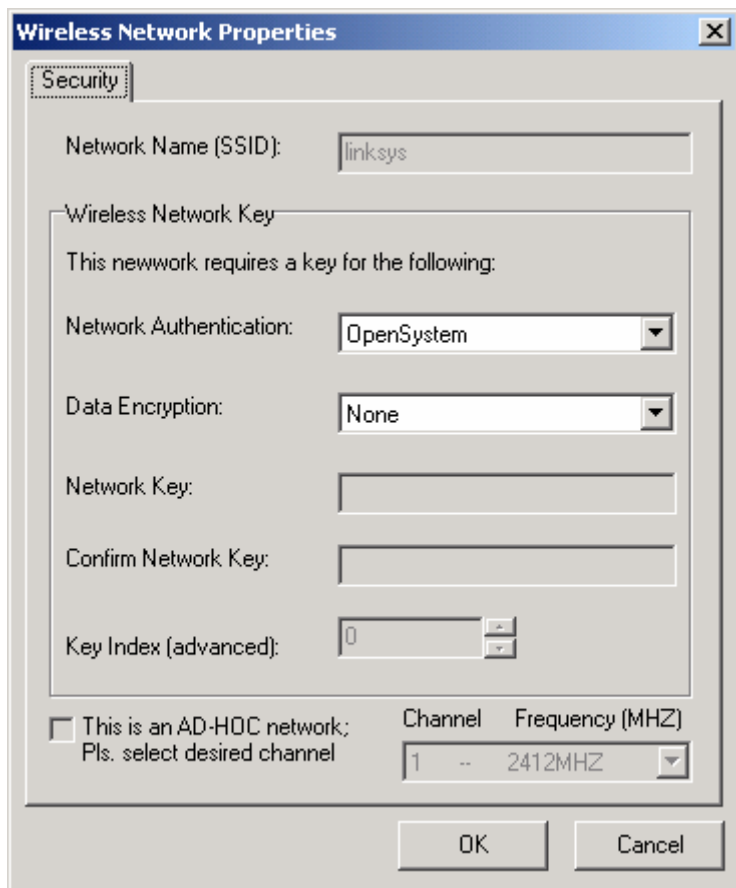 Wireless Network Properties
Security
Network Name (SSID): linksys
Wireless Network Key
This newwork requires a key for the following:
Network Authentication: OpenSystem
Data Encryption: None
Network Key:
Confirm Network Key:
Key Index (advanced): 0
This is an AD-HOC network;
Pls. select desired channel
Channel Frequency (MHZ)
1 -- 2412MHZ
OK Cancel